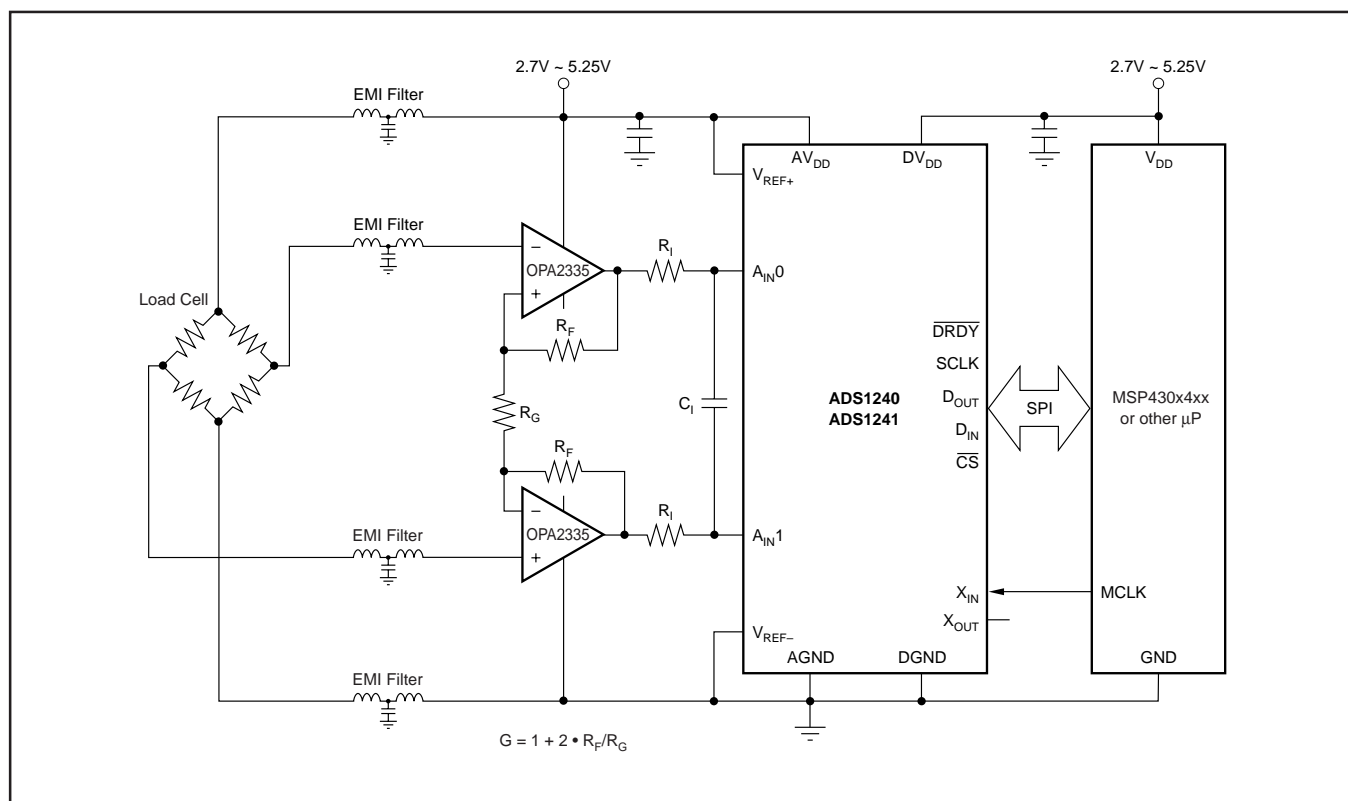 2.7V ~ 5.25V
2.7V ~ 5.25V
EMI Filter
AVDD
DVDD
VDD
VREF+
EMI Filter
−
OPA2335
+
RI
AIN0
Load Cell
RF
DRDY
SCLK
RG
CI
ADS1240
ADS1241
DOUT
DIN
CS
SPI
MSP430x4xx
or other µP
RF
−
OPA2335
+
RI
AIN1
EMI Filter
XIN
MCLK
XOUT
VREF−
AGND
DGND
GND
EMI Filter
G = 1 + 2 • RF/RG